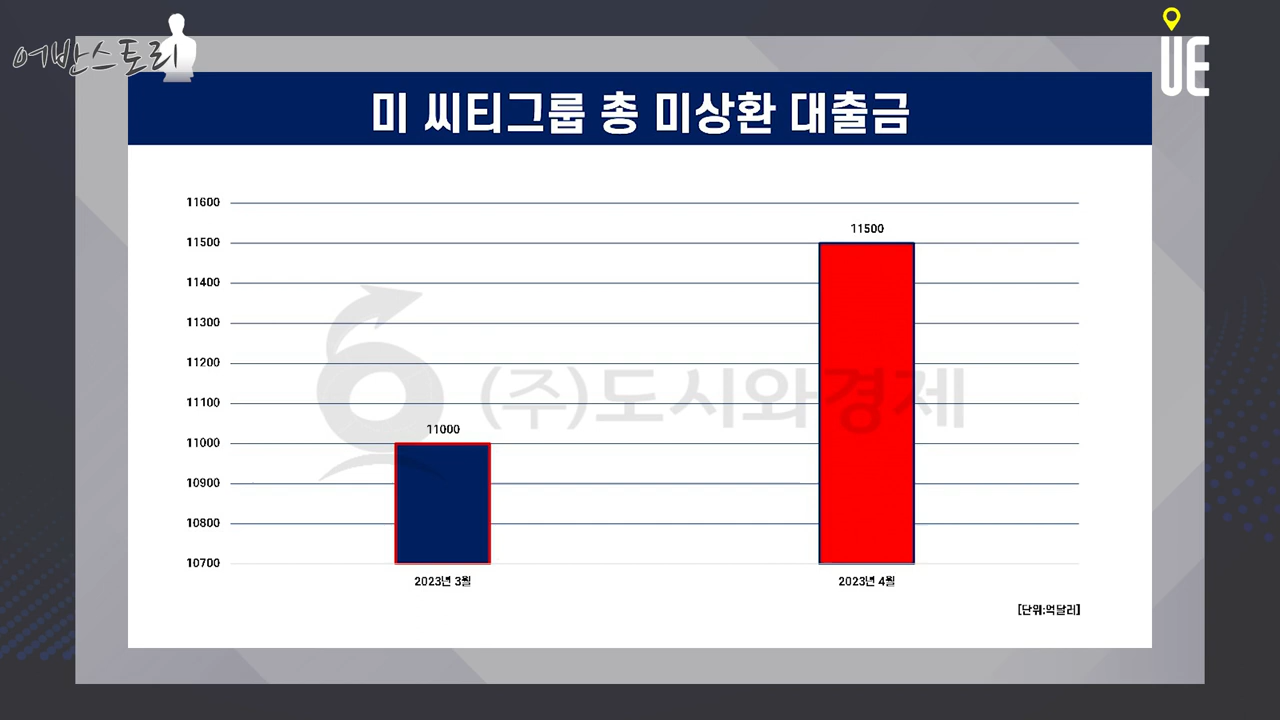 어반스토리
UE
미 씨티그룹 총 미상환 대출금
11600
11500
11400
11300
11200
11100
11000
10900
10800
10700
11000
11500
(주)도시와경제
2023년 3월
2023년 4월
[단위:억달러]